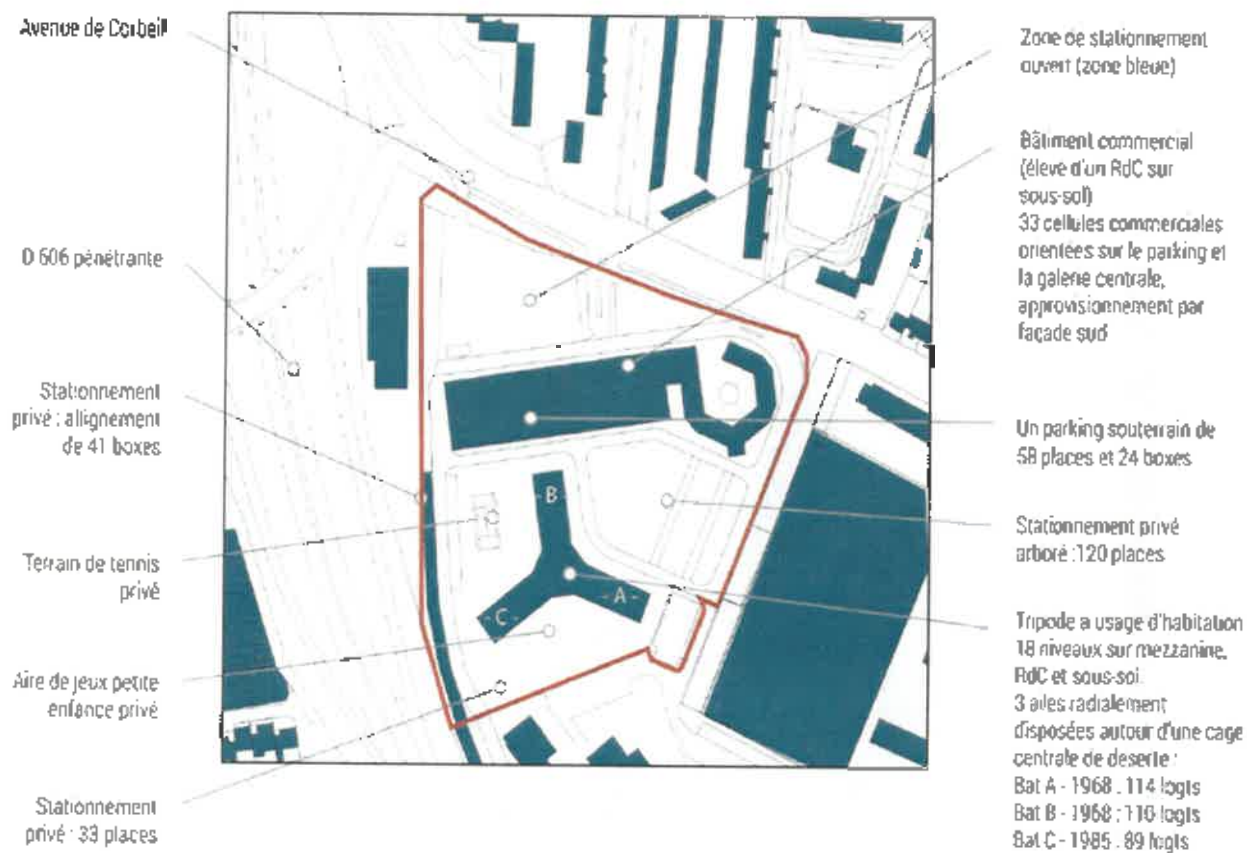 Avenue de Corbeil
D 606 pénétrante
Stationnement
privé : allignement
de 41 boxes
Terrain de tennis
privé
Aire de jeux petite
enfance privé
Stationnement
privé : 33 places
- B -
- A -
- C -
Zone de stationnement
ouvert (zone bleue)
Bâtiment commercial
(élevé d'un RdC sur
sous-sol)
33 cellules commerciales
orientées sur le parking et
la galerie centrale,
approvisionnement par
façade sud
Un parking souterrain de
58 places et 24 boxes
Stationnement privé
arboré : 120 places
Tripode a usage d'habitation
18 niveaux sur mezzanine,
RdC et sous-sol.
3 ailes radialement
disposées autour d'une cage
centrale de deserte :
Bat A - 1968 : 114 logts
Bat B - 1968 : 110 logts
Bat C - 1985 : 89 logts